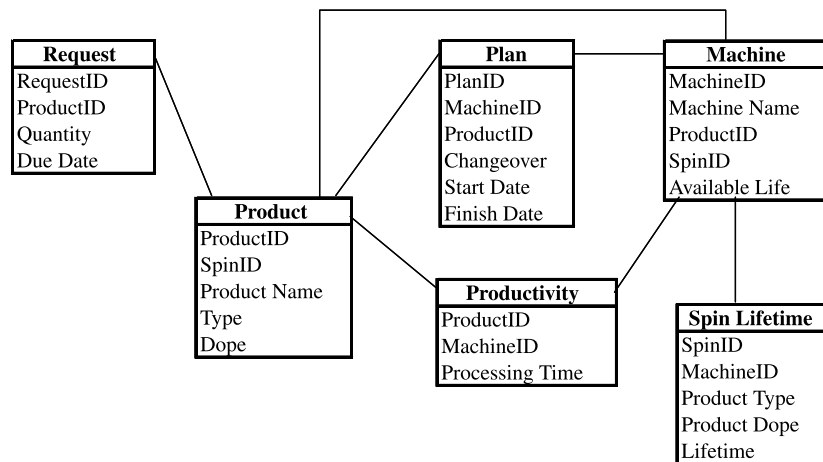 Request
RequestID
ProductID
Quantity
Due Date
Plan
PlanID
MachineID
ProductID
Changeover
Start Date
Finish Date
Machine
MachineID
Machine Name
ProductID
SpinID
Available Life
Product
ProductID
SpinID
Product Name
Type
Dope
Productivity
ProductID
MachineID
Processing Time
Spin Lifetime
SpinID
MachineID
Product Type
Product Dope
Lifetime